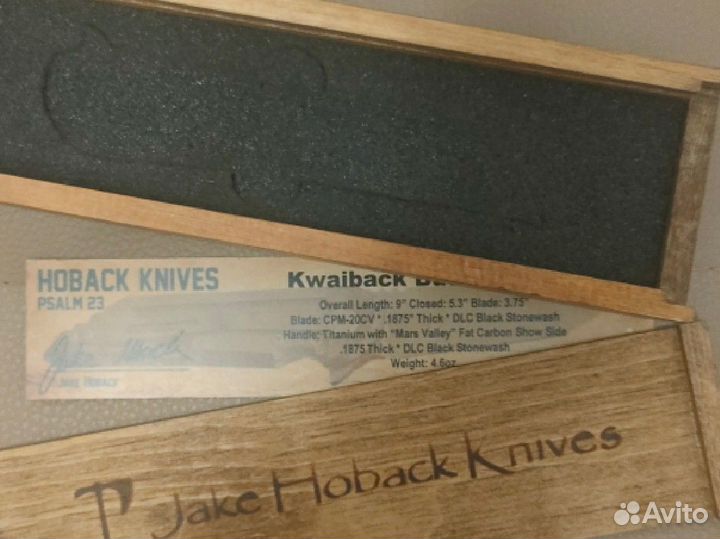 HOBACK KNIVES
PSALM 23
Kwaiback
Overall Length: 9" Closed: 5.3" Blade: 3.75"
Blade: CPM-20CV * .1875" Thick * DLC Black Stonewash
Handle: Titanium with "Mars Valley" Fat Carbon Show Side
.1875 Thick * DLC Black Stonewash
Weight: 4.6oz
JAKE HOBACK
Jake Hoback Knives
Avito